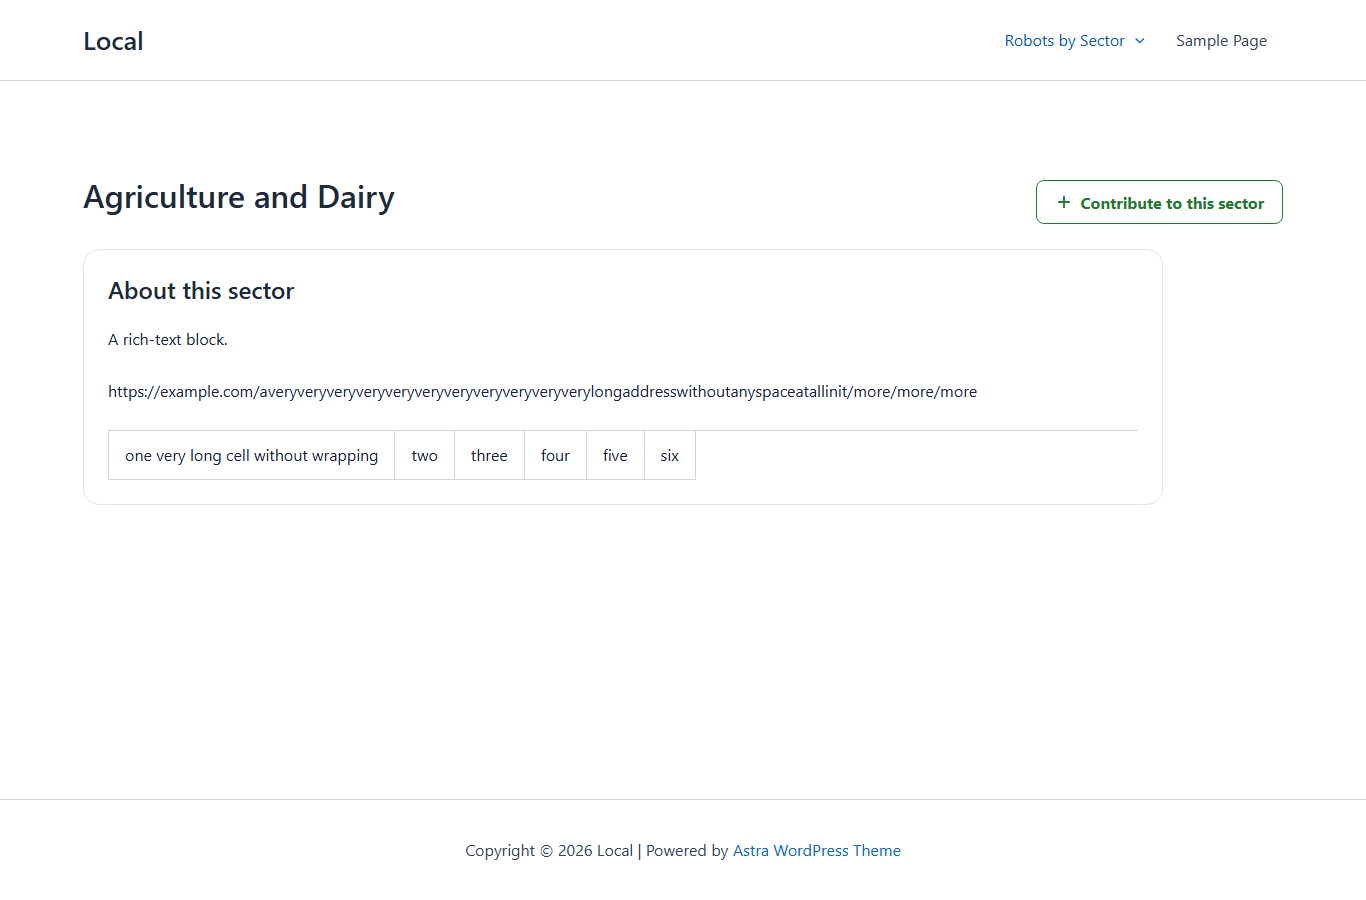 Local
Robots by Sector
Sample Page
Agriculture and Dairy
+ Contribute to this sector
About this sector
A rich-text block.
https://example.com/averyveryveryveryveryveryveryveryveryveryverylongaddresswithoutanyspaceatallinit/more/more/more
one very long cell without wrapping two three four five six
Copyright © 2026 Local | Powered by Astra WordPress Theme